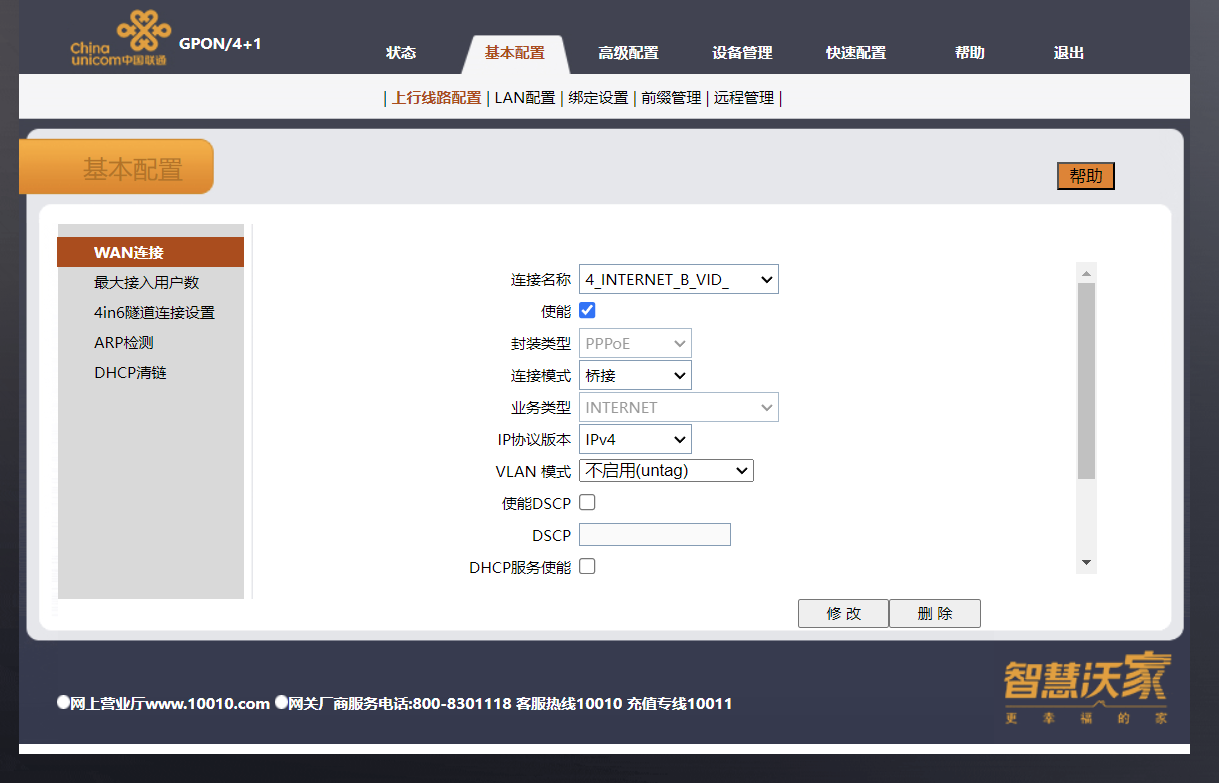 China
unicom中国联通
GPON/4+1
状态 基本配置 高级配置 设备管理 快速配置 帮助 退出
| 上行线路配置 | LAN配置 | 绑定设置 | 前缀管理 | 远程管理 |
基本配置
帮助
WAN连接
最大接入用户数
4in6隧道连接设置
ARP检测
DHCP清链
连接名称 4_INTERNET_B_VID_
使能
封装类型 PPPoE
连接模式 桥接
业务类型 INTERNET
IP协议版本 IPv4
VLAN 模式 不启用(untag)
使能DSCP
DSCP
DHCP服务使能
修 改 删 除
网上营业厅www.10010.com 网关厂商服务电话:800-8301118 客服热线10010 充值专线10011
智慧沃家
更 幸 福 的 家